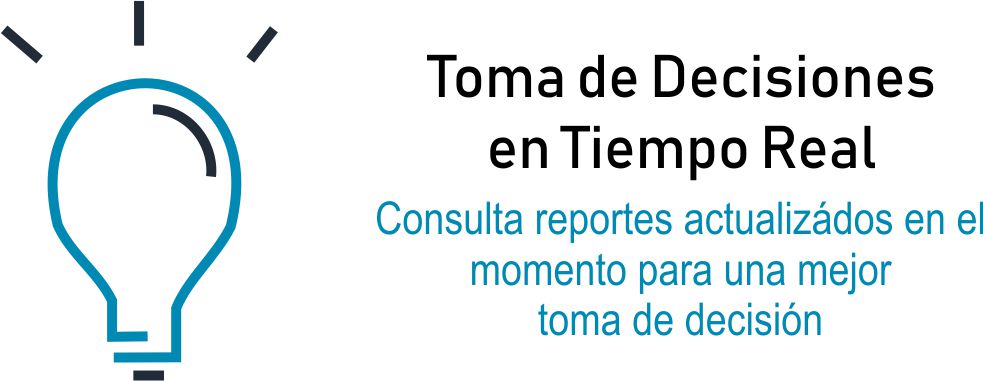 Toma de Decisiones
en Tiempo Real
Consulta reportes actualizádos en el
momento para una mejor
toma de decisión